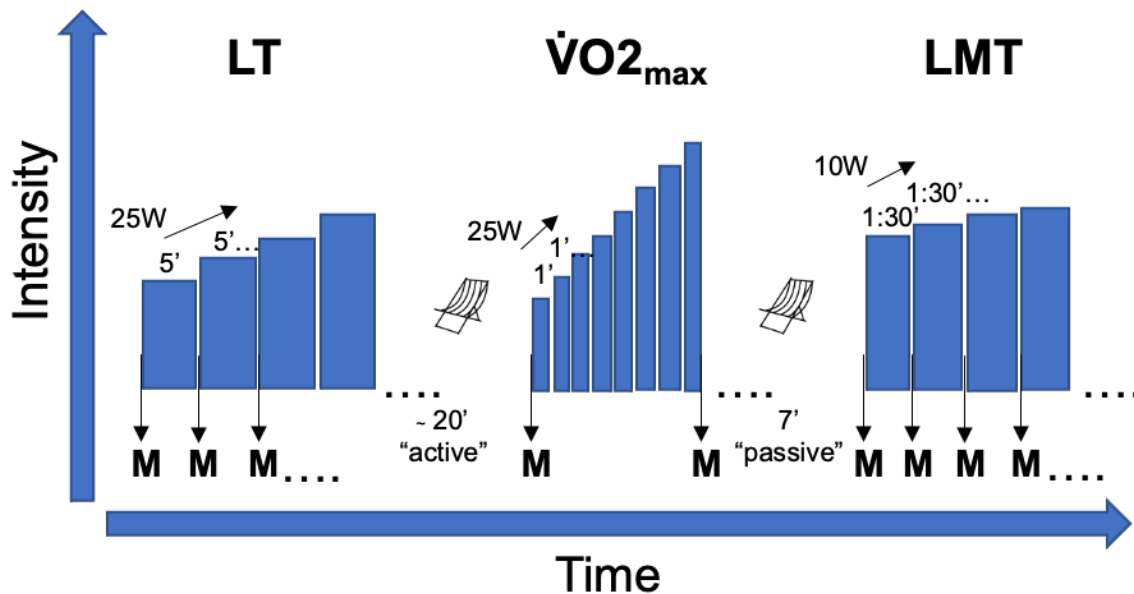 LT
V̇O2max
LMT
Intensity
25W
5’
5’…
25W
1’
1’…
10W
1:30’
1:30’…
....
~ 20’
“active”
....
7’
“passive”
....
M M M....
M M
M M M M....
Time